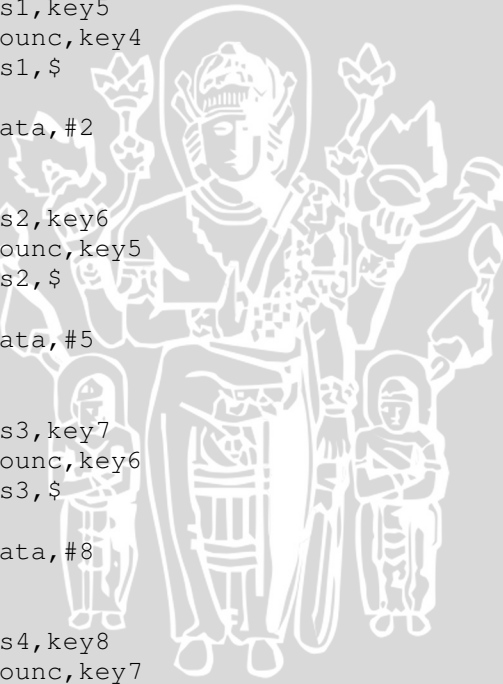 s1,key5
ounc,key4
s1,$
ata,#2
s2,key6
ounc,key5
s2,$
ata,#5
s3,key7
ounc,key6
s3,$
ata,#8
s4,key8
ounc,key7